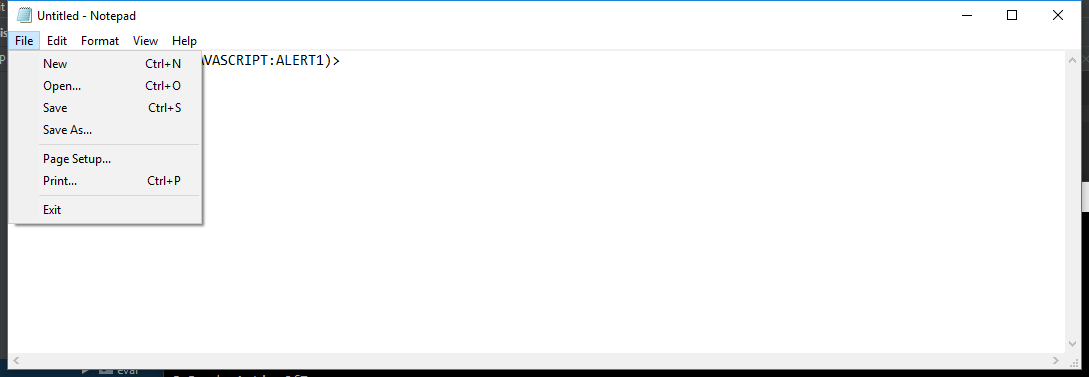 Untitled - Notepad
File Edit Format View Help
AVASCRIPT:ALERT1)>
New Ctrl+N
Open... Ctrl+O
Save Ctrl+S
Save As...
Page Setup...
Print... Ctrl+P
Exit
eval